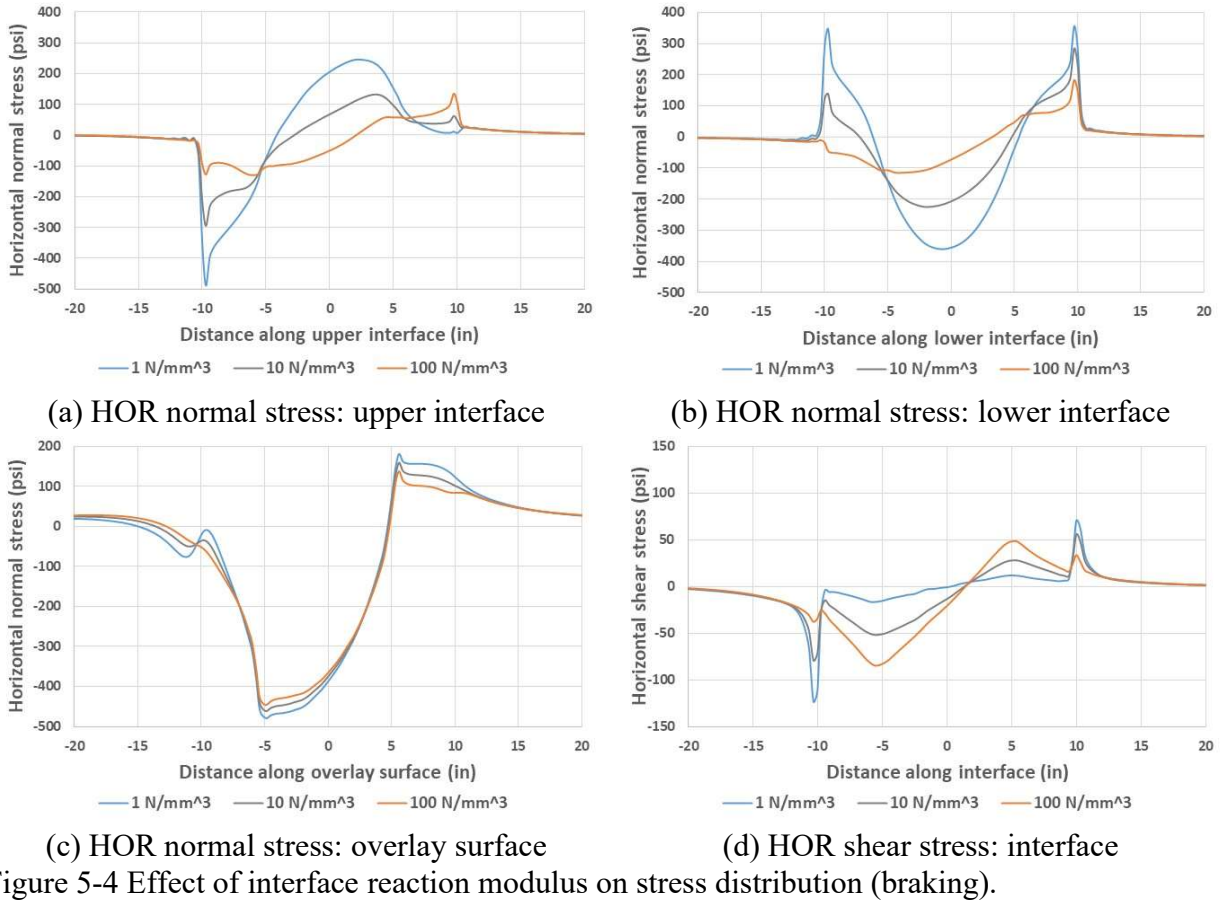 400
300
200
100
0
-100
-200
-300
-400
-500
Horizontal normal stress (psi)
-20 -15 -10 -5 0 5 10 15 20
Distance along upper interface (in)
1 N/mm^3 10 N/mm^3 100 N/mm^3
(a) HOR normal stress: upper interface
400
300
200
100
0
-100
-200
-300
-400
-500
Horizontal normal stress (psi)
-20 -15 -10 -5 0 5 10 15 20
Distance along lower interface (in)
1 N/mm^3 10 N/mm^3 100 N/mm^3
(b) HOR normal stress: lower interface
200
100
0
-100
-200
-300
-400
-500
Horizontal normal stress (psi)
-20 -15 -10 -5 0 5 10 15 20
Distance along overlay surface (in)
1 N/mm^3 10 N/mm^3 100 N/mm^3
(c) HOR normal stress: overlay surface
150
100
50
0
-50
-100
-150
Horizontal shear stress (psi)
-20 -15 -10 -5 0 5 10 15 20
Distance along interface (in)
1 N/mm^3 10 N/mm^3 100 N/mm^3
(d) HOR shear stress: interface
igure 5-4 Effect of interface reaction modulus on stress distribution (braking).